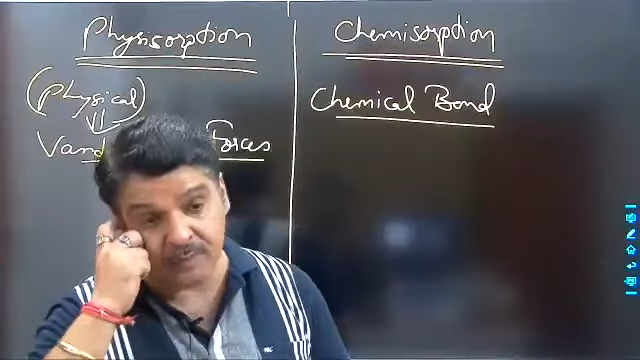 Physisorption
Chemisorption
(Physical)
Chemical Bond
Forces